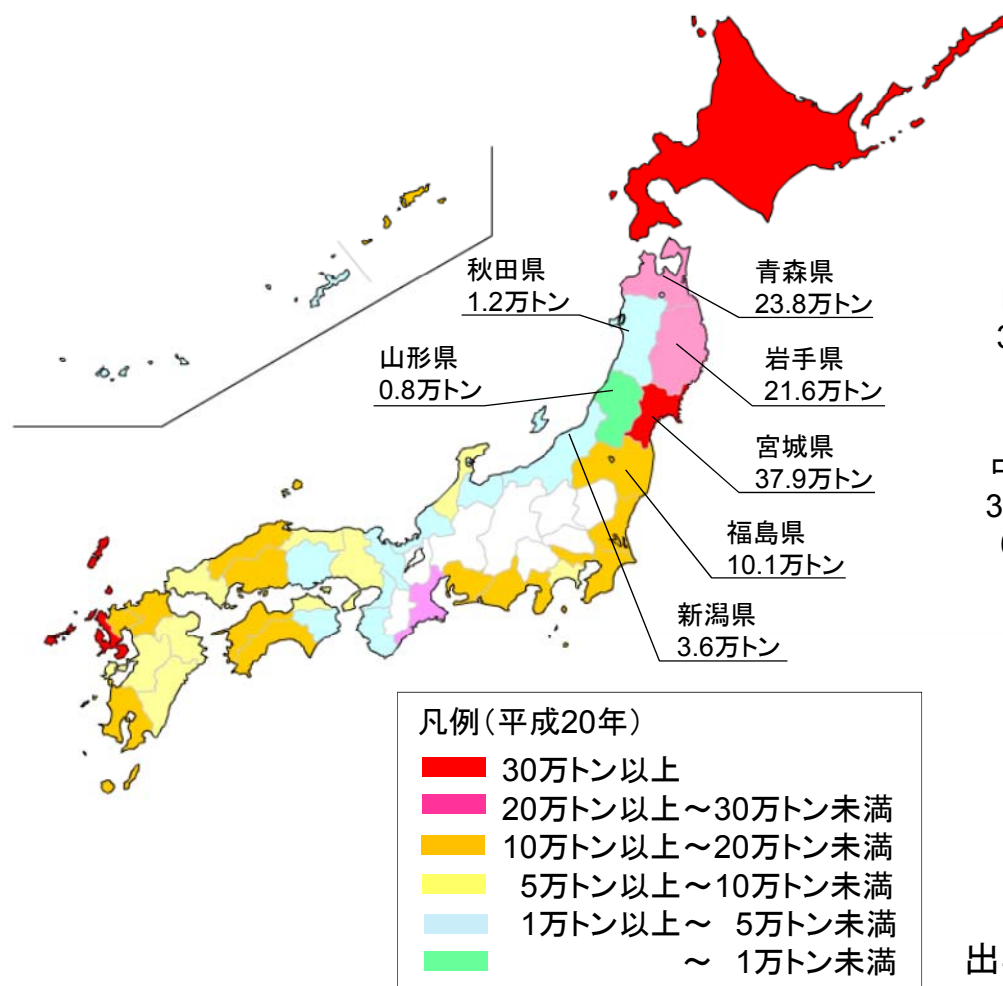 秋田県
1.2万トン
青森県
23.8万トン
山形県
0.8万トン
岩手県
21.6万トン
宮城県
37.9万トン
福島県
10.1万トン
新潟県
3.6万トン
凡例(平成20年)
30万トン以上
20万トン以上～30万トン未満
10万トン以上～20万トン未満
5万トン以上～10万トン未満
1万トン以上～ 5万トン未満
～ 1万トン未満
3
出